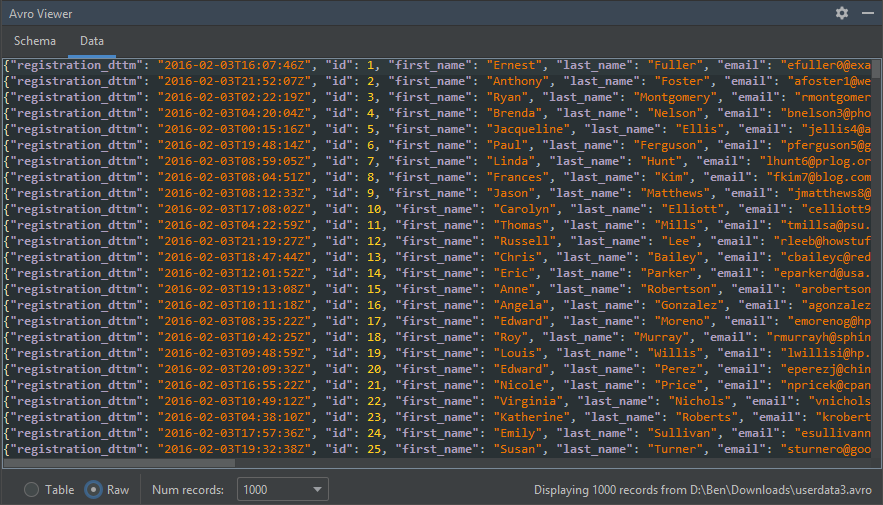 Avro Viewer
Schema Data
{"registration_dttm": "2016-02-03T16:07:46Z", "id": 1, "first_name": "Ernest", "last_name": "Fuller", "email": "efuller0@exa
{"registration_dttm": "2016-02-03T21:52:07Z", "id": 2, "first_name": "Anthony", "last_name": "Foster", "email": "afoster1@we
{"registration_dttm": "2016-02-03T02:22:19Z", "id": 3, "first_name": "Ryan", "last_name": "Montgomery", "email": "rmontgomer
{"registration_dttm": "2016-02-03T04:20:04Z", "id": 4, "first_name": "Brenda", "last_name": "Nelson", "email": "bnelson3@pho
{"registration_dttm": "2016-02-03T00:15:16Z", "id": 5, "first_name": "Jacqueline", "last_name": "Ellis", "email": "jellis4@a
{"registration_dttm": "2016-02-03T19:48:14Z", "id": 6, "first_name": "Paul", "last_name": "Ferguson", "email": "pferguson5@g
{"registration_dttm": "2016-02-03T08:59:05Z", "id": 7, "first_name": "Linda", "last_name": "Hunt", "email": "lhunt6@prlog.or
{"registration_dttm": "2016-02-03T08:04:51Z", "id": 8, "first_name": "Frances", "last_name": "Kim", "email": "fkim7@blog.com
{"registration_dttm": "2016-02-03T08:12:33Z", "id": 9, "first_name": "Jason", "last_name": "Matthews", "email": "jmatthews8@
{"registration_dttm": "2016-02-03T17:08:02Z", "id": 10, "first_name": "Carolyn", "last_name": "Elliott", "email": "celliott9
{"registration_dttm": "2016-02-03T04:22:59Z", "id": 11, "first_name": "Thomas", "last_name": "Mills", "email": "tmillsa@psu.
{"registration_dttm": "2016-02-03T21:19:27Z", "id": 12, "first_name": "Russell", "last_name": "Lee", "email": "rleeb@howstuf
{"registration_dttm": "2016-02-03T18:47:44Z", "id": 13, "first_name": "Chris", "last_name": "Bailey", "email": "cbaileyc@red
{"registration_dttm": "2016-02-03T12:01:52Z", "id": 14, "first_name": "Eric", "last_name": "Parker", "email": "eparkerd@usa.
{"registration_dttm": "2016-02-03T19:13:08Z", "id": 15, "first_name": "Anne", "last_name": "Robertson", "email": "arobertson
{"registration_dttm": "2016-02-03T10:11:18Z", "id": 16, "first_name": "Angela", "last_name": "Gonzalez", "email": "agonzalez
{"registration_dttm": "2016-02-03T08:35:22Z", "id": 17, "first_name": "Edward", "last_name": "Moreno", "email": "emorenog@hp
{"registration_dttm": "2016-02-03T10:42:25Z", "id": 18, "first_name": "Roy", "last_name": "Murray", "email": "rmurrayh@sphin
{"registration_dttm": "2016-02-03T09:48:59Z", "id": 19, "first_name": "Louis", "last_name": "Willis", "email": "lwillisi@hp.
{"registration_dttm": "2016-02-03T20:09:32Z", "id": 20, "first_name": "Edward", "last_name": "Perez", "email": "eperezj@chin
{"registration_dttm": "2016-02-03T16:55:22Z", "id": 21, "first_name": "Nicole", "last_name": "Price", "email": "npricek@cpan
{"registration_dttm": "2016-02-03T10:49:12Z", "id": 22, "first_name": "Virginia", "last_name": "Nichols", "email": "vnichols
{"registration_dttm": "2016-02-03T04:38:10Z", "id": 23, "first_name": "Katherine", "last_name": "Roberts", "email": "krobert
{"registration_dttm": "2016-02-03T17:57:36Z", "id": 24, "first_name": "Emily", "last_name": "Sullivan", "email": "esullivann
{"registration_dttm": "2016-02-03T19:32:38Z", "id": 25, "first_name": "Susan", "last_name": "Turner", "email": "sturnero@goo
Table Raw Num records: 1000 Displaying 1000 records from D:\Ben\Downloads\userdata3.avro